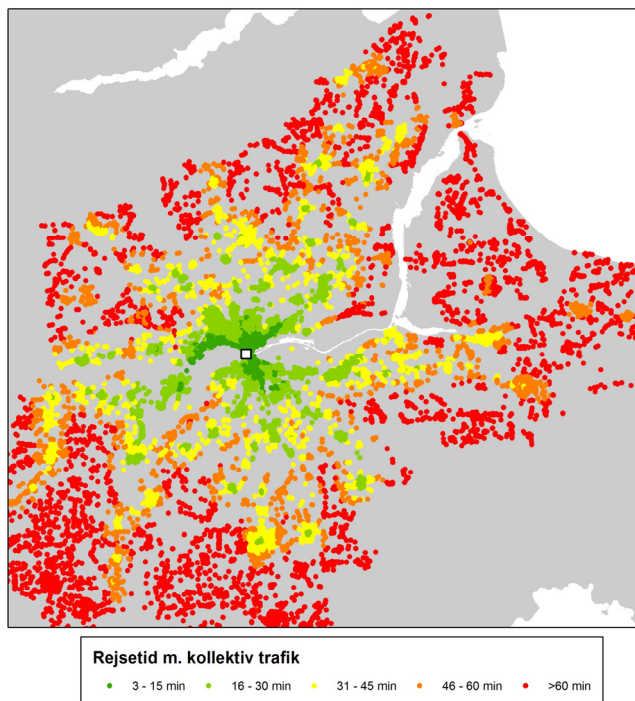 Rejsetid m. kollektiv trafik
3 - 15 min 16 - 30 min 31 - 45 min 46 - 60 min >60 min